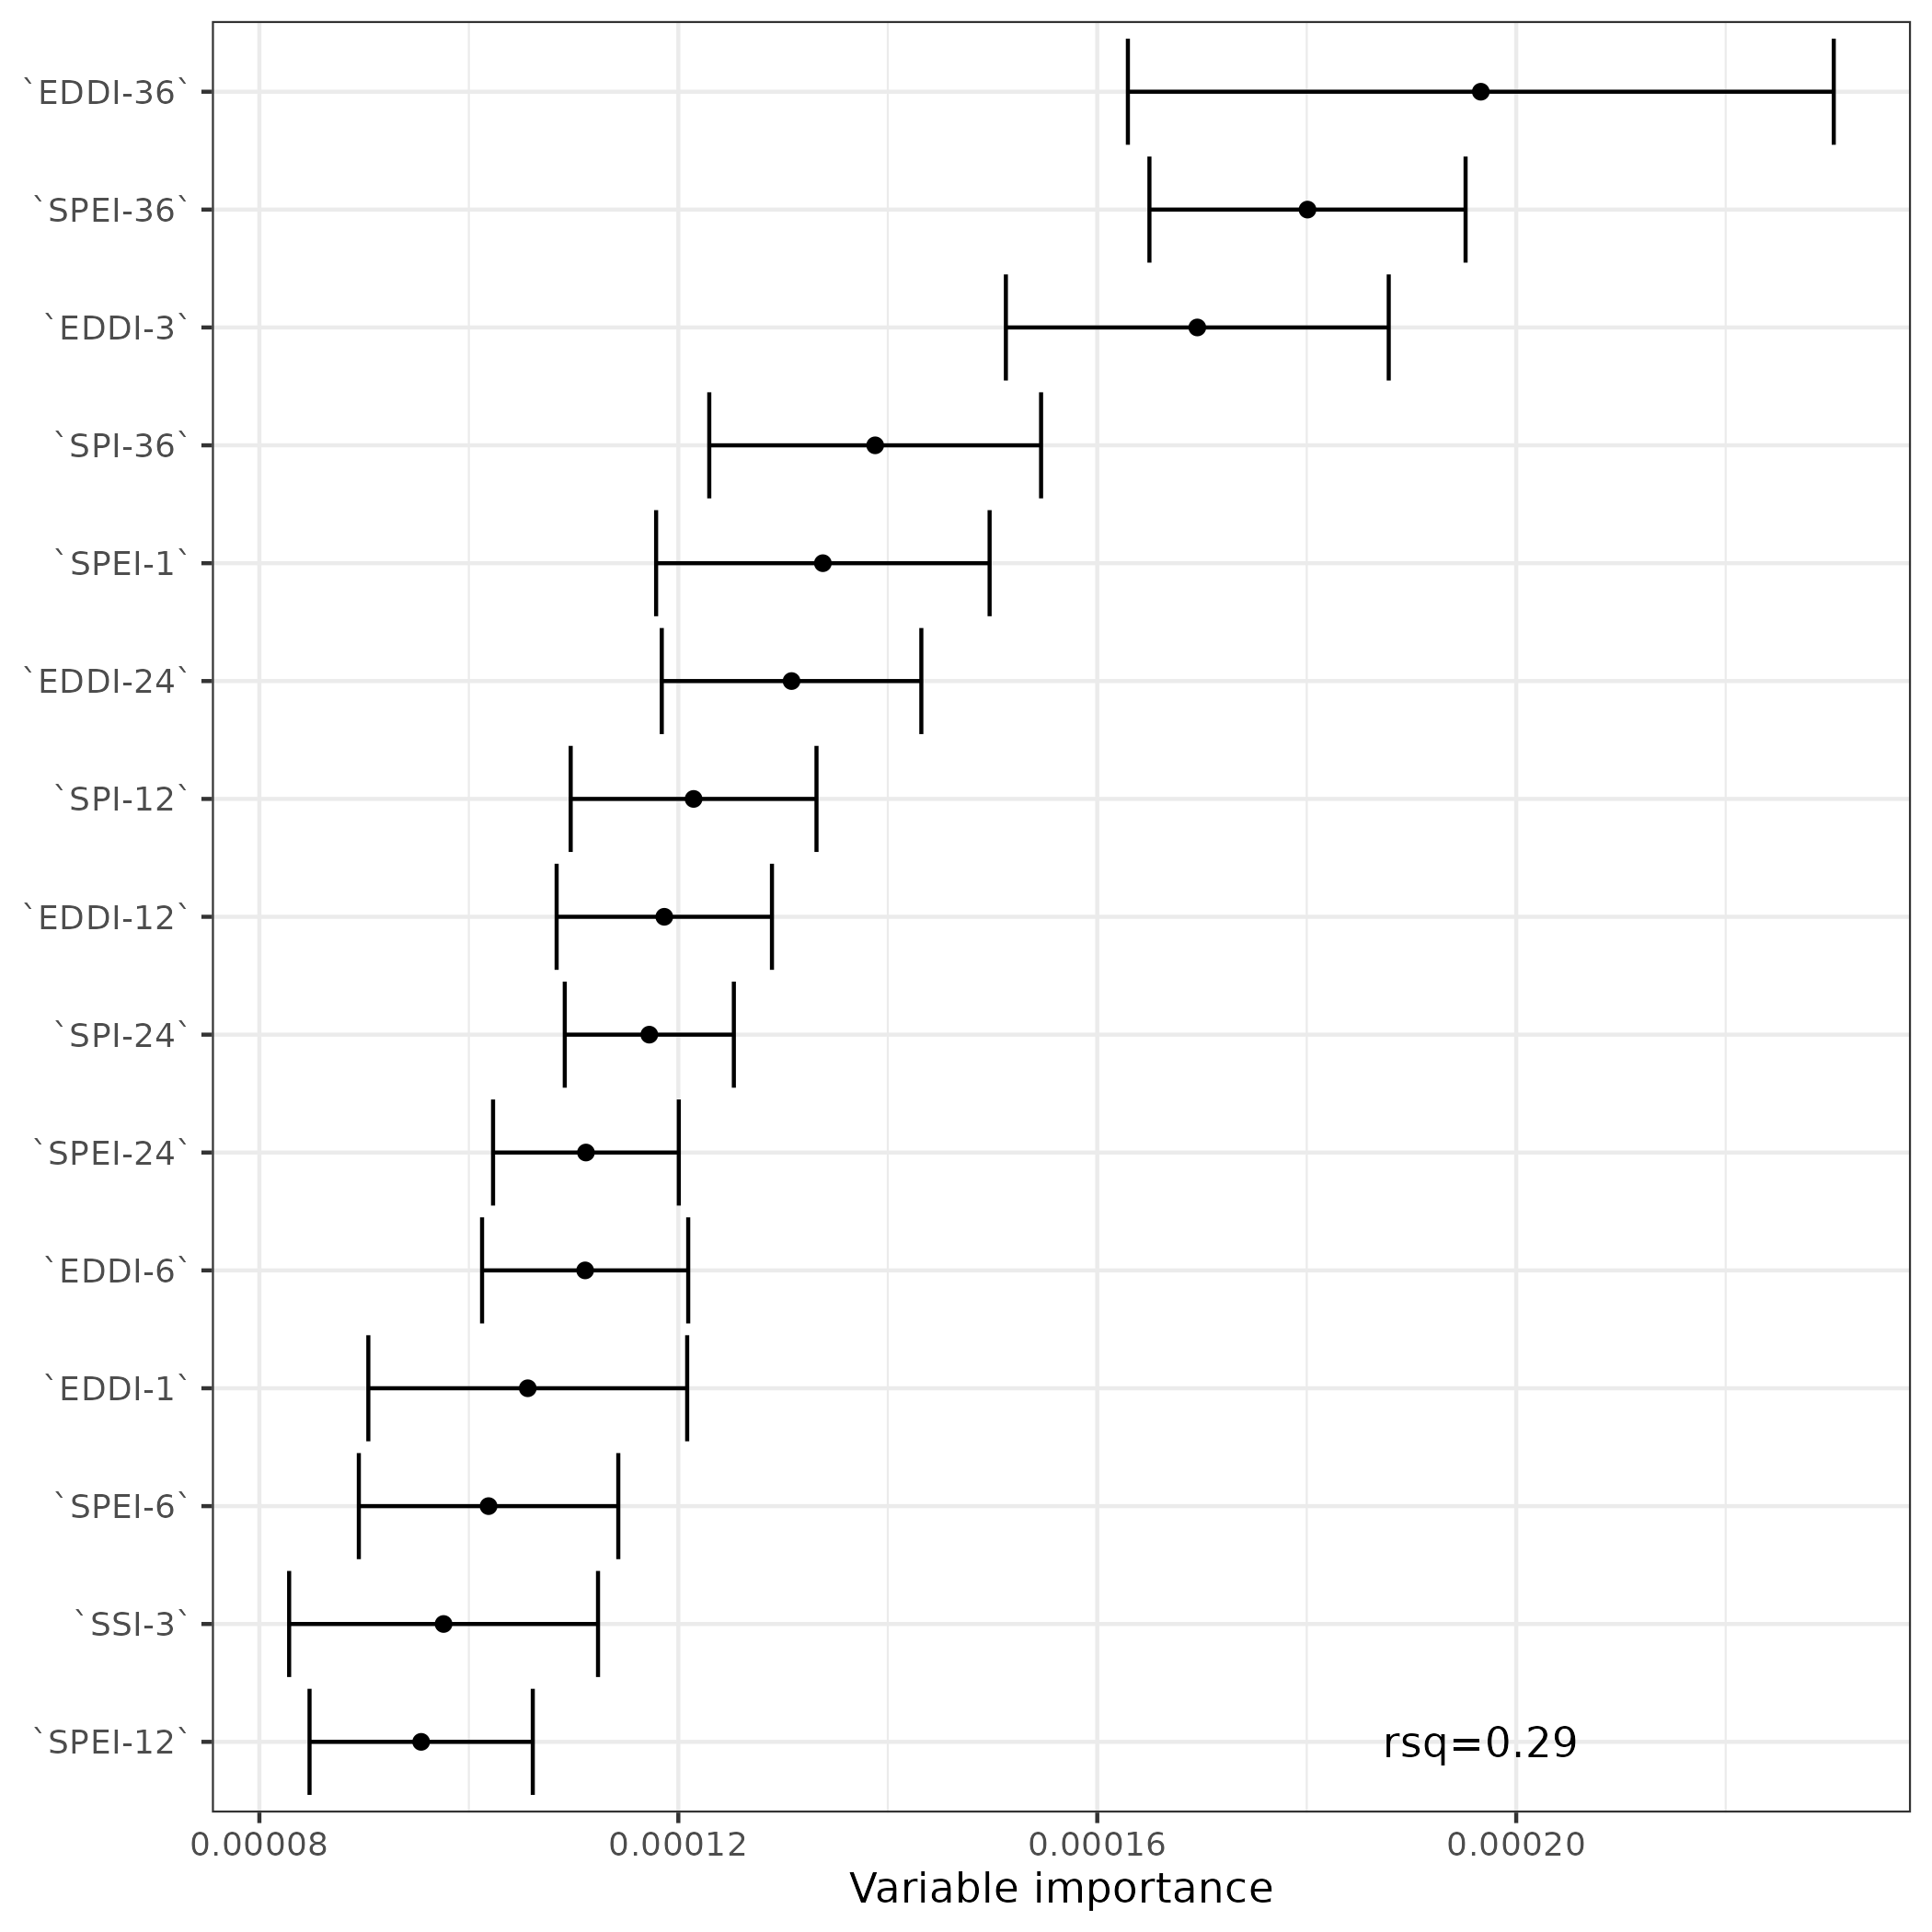 `EDDI-36`
`SPEI-36`
`EDDI-3`
`SPI-36`
`SPEI-1`
`EDDI-24`
`SPI-12`
`EDDI-12`
`SPI-24`
`SPEI-24`
`EDDI-6`
`EDDI-1`
`SPEI-6`
`SSI-3`
`SPEI-12`
rsq=0.29
0.00008 0.00012 0.00016 0.00020
Variable importance